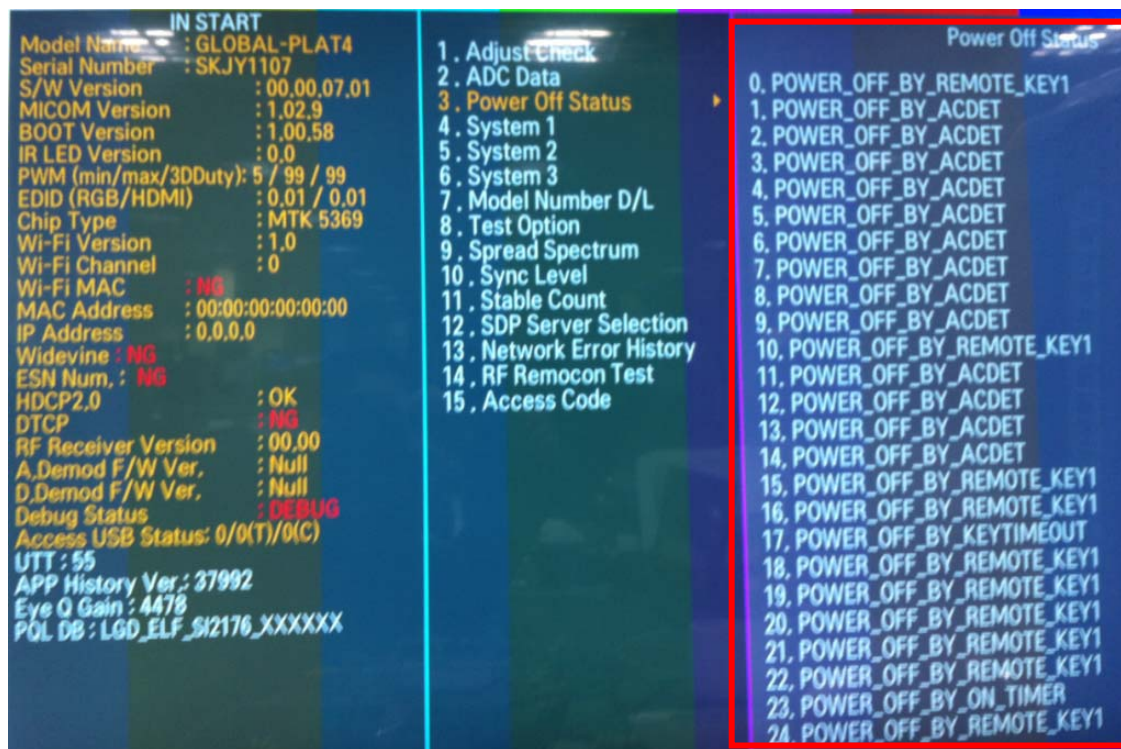 IN START
Model Name : GLOBAL-PLAT4
Serial Number : SKJY1107
S/W Version : 00.00.07.01
MICOM Version : 1.02.9
BOOT Version : 1.00.58
IR LED Version : 0.0
PWM (min/max/3DDuty): 5 / 99 / 99
EDID (RGB/HDMI) : 0.01 / 0.01
Chip Type : MTK 5369
Wi-Fi Version : 1.0
Wi-Fi Channel : 0
Wi-Fi MAC : NG
MAC Address : 00:00:00:00:00:00
IP Address : 0.0.0.0
Widevine : NG
ESN Num. : NG
HDCP2.0 : OK
DTCP : NG
RF Receiver Version : 00.00
A.Demod F/W Ver. : Null
D.Demod F/W Ver. : Null
Debug Status : DEBUG
Access USB Status: 0/0(T)/0(C)
UTT : 55
APP History Ver.: 37992
Eye Q Gain : 4478
PQL DB : LGD_ELF_SI2176_XXXXXX
1. Adjust Check
2. ADC Data
3. Power Off Status
4. System 1
5. System 2
6. System 3
7. Model Number D/L
8. Test Option
9. Spread Spectrum
10. Sync Level
11. Stable Count
12. SDP Server Selection
13. Network Error History
14. RF Remocon Test
15. Access Code
Power Off Status
0. POWER_OFF_BY_REMOTE_KEY1
1. POWER_OFF_BY_ACDET
2. POWER_OFF_BY_ACDET
3. POWER_OFF_BY_ACDET
4. POWER_OFF_BY_ACDET
5. POWER_OFF_BY_ACDET
6. POWER_OFF_BY_ACDET
7. POWER_OFF_BY_ACDET
8. POWER_OFF_BY_ACDET
9. POWER_OFF_BY_ACDET
10. POWER_OFF_BY_REMOTE_KEY1
11. POWER_OFF_BY_ACDET
12. POWER_OFF_BY_ACDET
13. POWER_OFF_BY_ACDET
14. POWER_OFF_BY_ACDET
15. POWER_OFF_BY_REMOTE_KEY1
16. POWER_OFF_BY_REMOTE_KEY1
17. POWER_OFF_BY_KEYTIMEOUT
18. POWER_OFF_BY_REMOTE_KEY1
19. POWER_OFF_BY_REMOTE_KEY1
20. POWER_OFF_BY_REMOTE_KEY1
21. POWER_OFF_BY_REMOTE_KEY1
22. POWER_OFF_BY_REMOTE_KEY1
23. POWER_OFF_BY_ON_TIMER
24. POWER_OFF_BY_REMOTE_KEY1